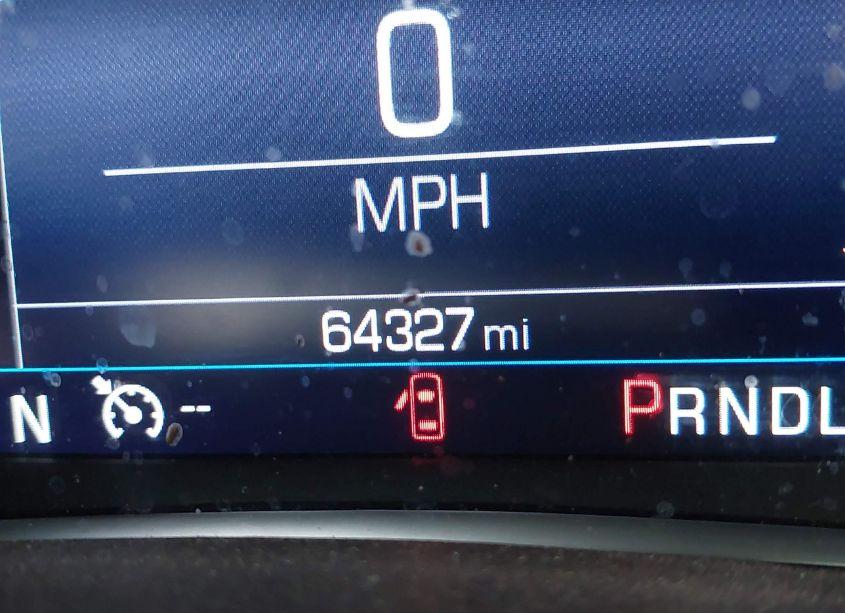 0
MPH
64327 mi
N -- PRNDL